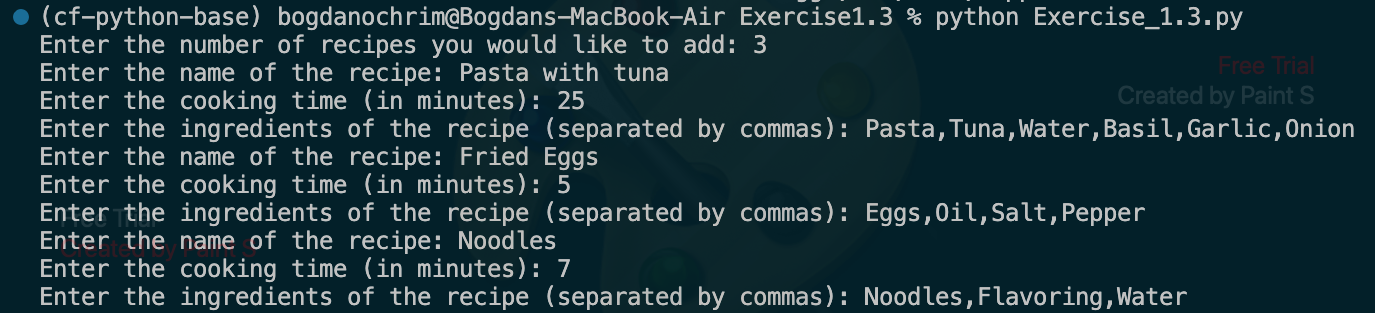 (cf-python-base) bogdanochrim@Bogdans-MacBook-Air Exercise1.3 % python Exercise_1.3.py
Enter the number of recipes you would like to add: 3
Enter the name of the recipe: Pasta with tuna
Free Trial
Enter the cooking time (in minutes): 25
Created by Paint S
Enter the ingredients of the recipe (separated by commas): Pasta,Tuna,Water,Basil,Garlic,Onion
Enter the name of the recipe: Fried Eggs
Enter the cooking time (in minutes): 5
Enter the ingredients of the recipe (separated by commas): Eggs,Oil,Salt,Pepper
Free Trial
Enter the name of the recipe: Noodles
Created by Paint S
Enter the cooking time (in minutes): 7
Enter the ingredients of the recipe (separated by commas): Noodles,Flavoring,Water